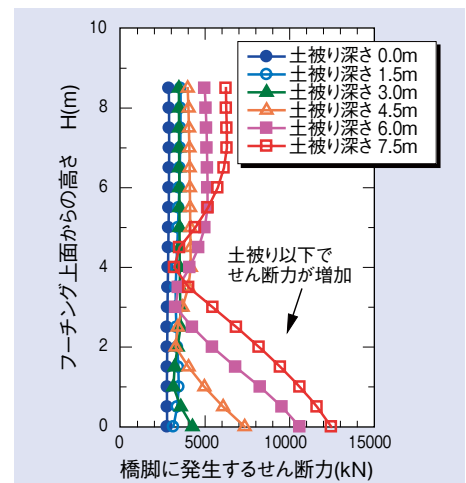 10
8
6
4
2
0
フーチング上面からの高さ　H(m)
土被り深さ 0.0m
土被り深さ 1.5m
土被り深さ 3.0m
土被り深さ 4.5m
土被り深さ 6.0m
土被り深さ 7.5m
土被り以下で
せん断力が増加
0 5000 10000 15000
橋脚に発生するせん断力(kN)